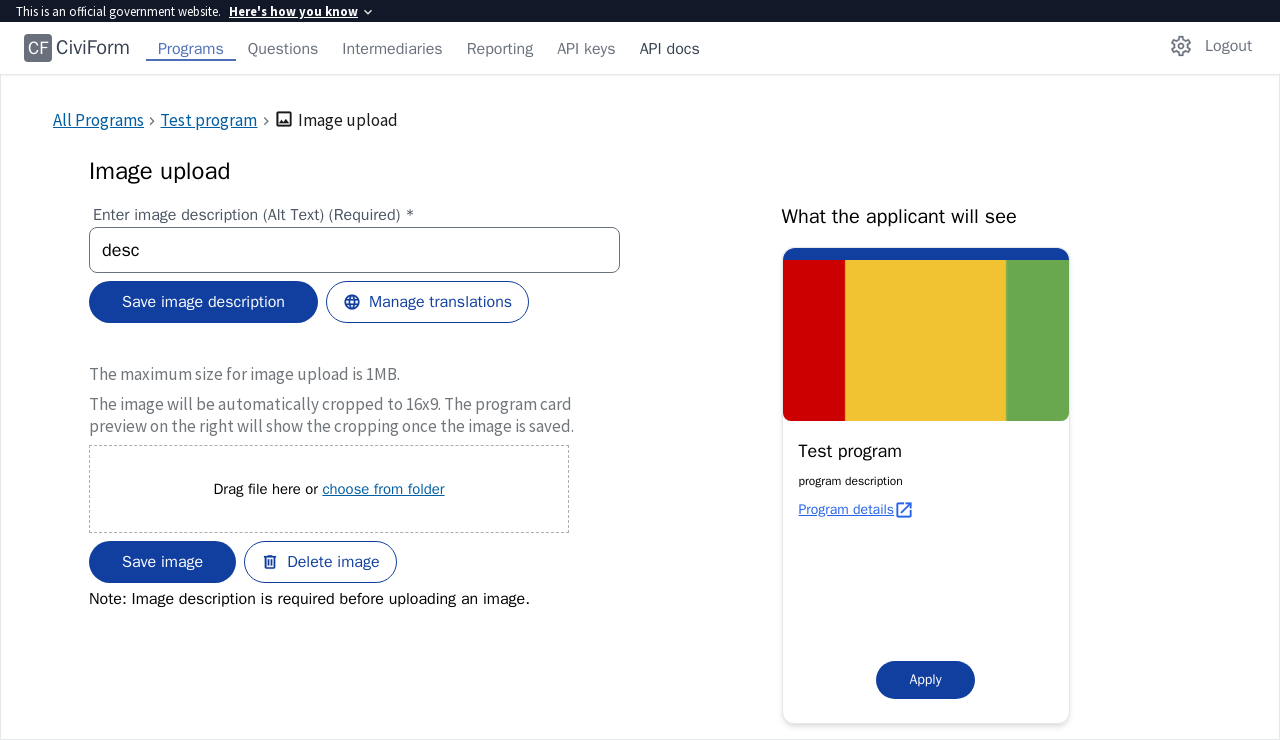 This is an official government website. Here's how you know
CF CiviForm Programs Questions Intermediaries Reporting API keys API docs Logout
All Programs Test program Image upload
Image upload
Enter image description (Alt Text) (Required) *
desc
Save image description Manage translations
The maximum size for image upload is 1MB.
The image will be automatically cropped to 16x9. The program card
preview on the right will show the cropping once the image is saved.
Drag file here or choose from folder
Save image Delete image
Note: Image description is required before uploading an image.
What the applicant will see
Test program
program description
Program details
Apply